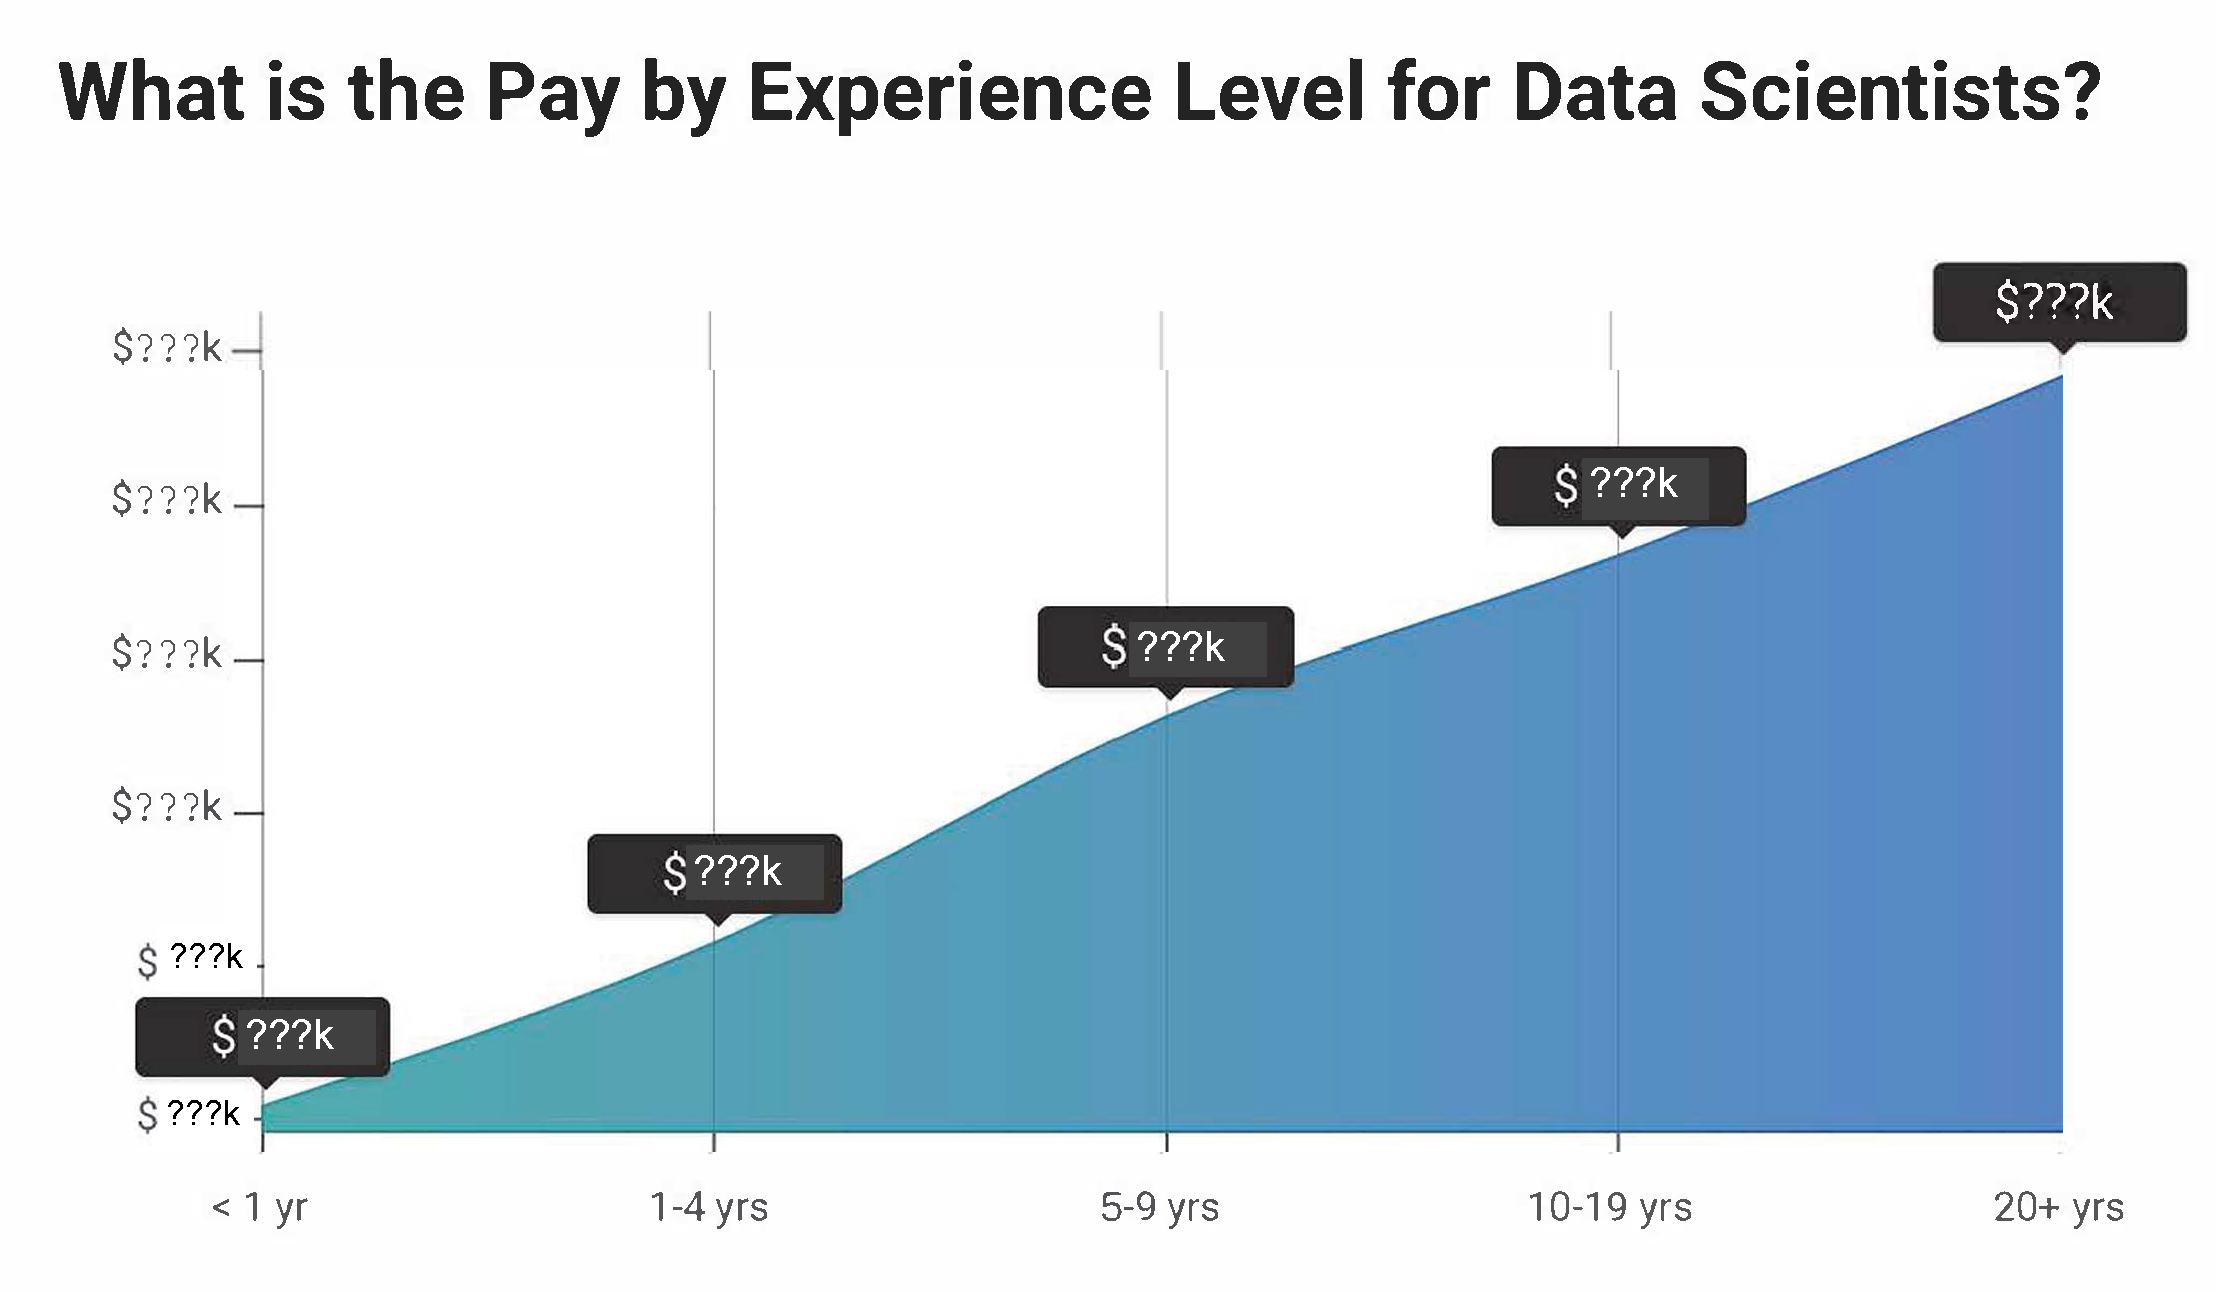 What is the Pay by Experience Level for Data Scientists?
$???k
$???k
$???k
$ ???k
$???k
$???k
$ ???k
$???k
$ ???k
$ ???k
$ ???k
< 1 yr
1-4 yrs
5-9 yrs
10-19 yrs
20+ yrs